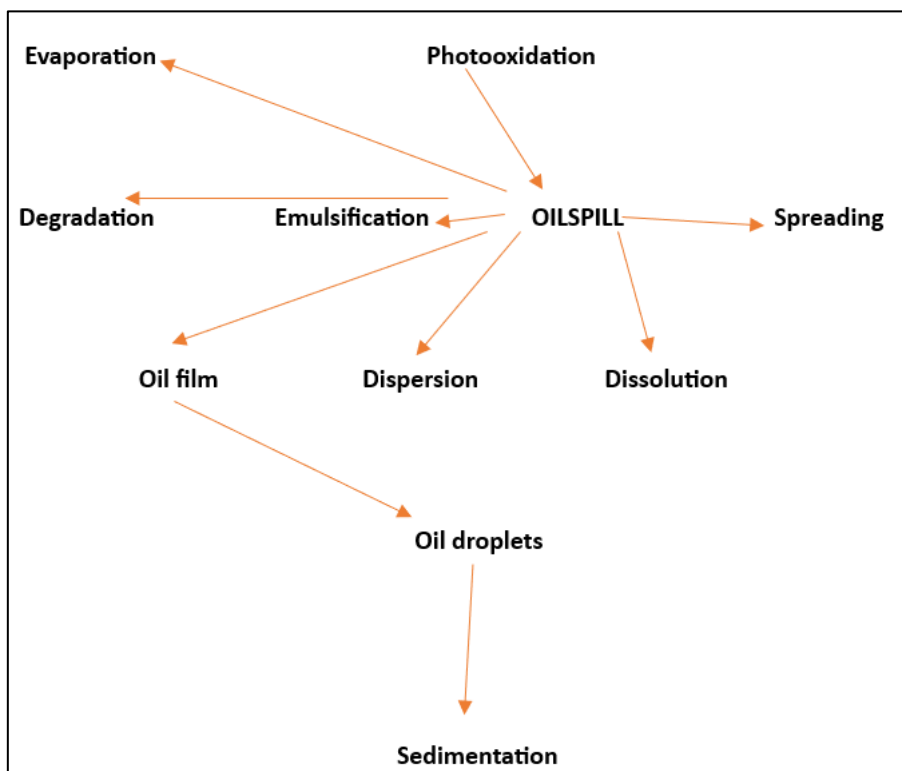 Evaporation
Photooxidation
Degradation
Emulsification
OILSPILL
Spreading
Oil film
Dispersion
Dissolution
Oil droplets
Sedimentation